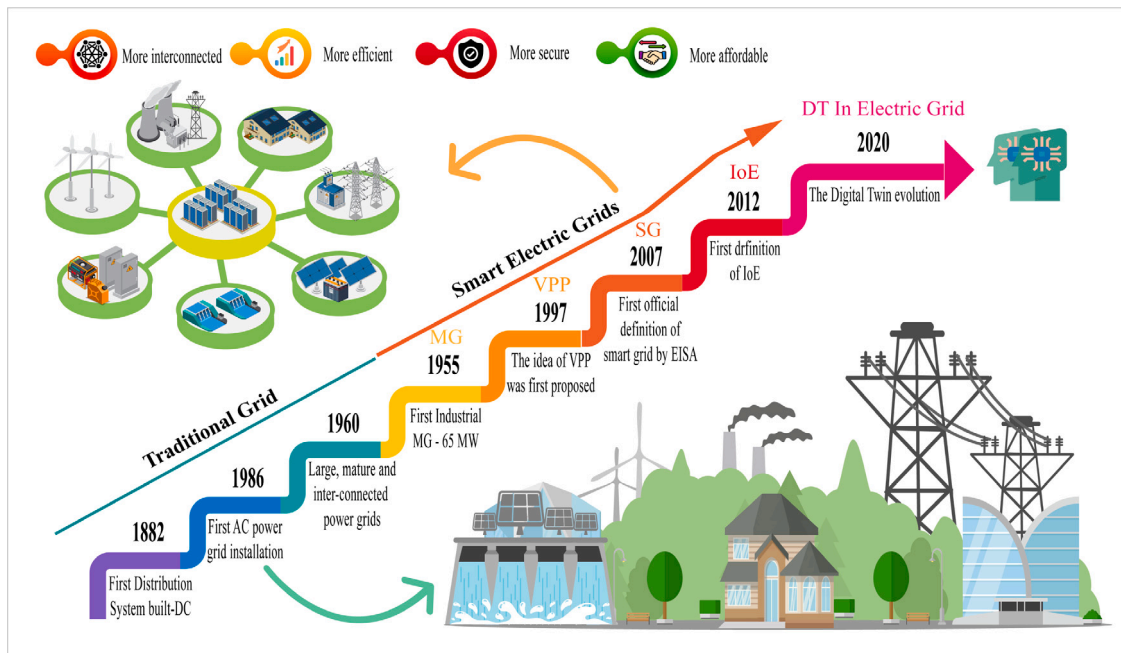 More interconnected
More efficient
More secure
More affordable
DT In Electric Grid
2020
The Digital Twin evolution
IoE
2012
First drfinition
of IoE
SG
2007
First official
definition of
smart grid by EISA
VPP
1997
The idea of VPP
was first proposed
MG
1955
First Industrial
MG - 65 MW
Smart Electric Grids
Traditional Grid
1960
Large, mature and
inter-connected
power grids
1986
First AC power
grid installation
1882
First Distribution
System built-DC